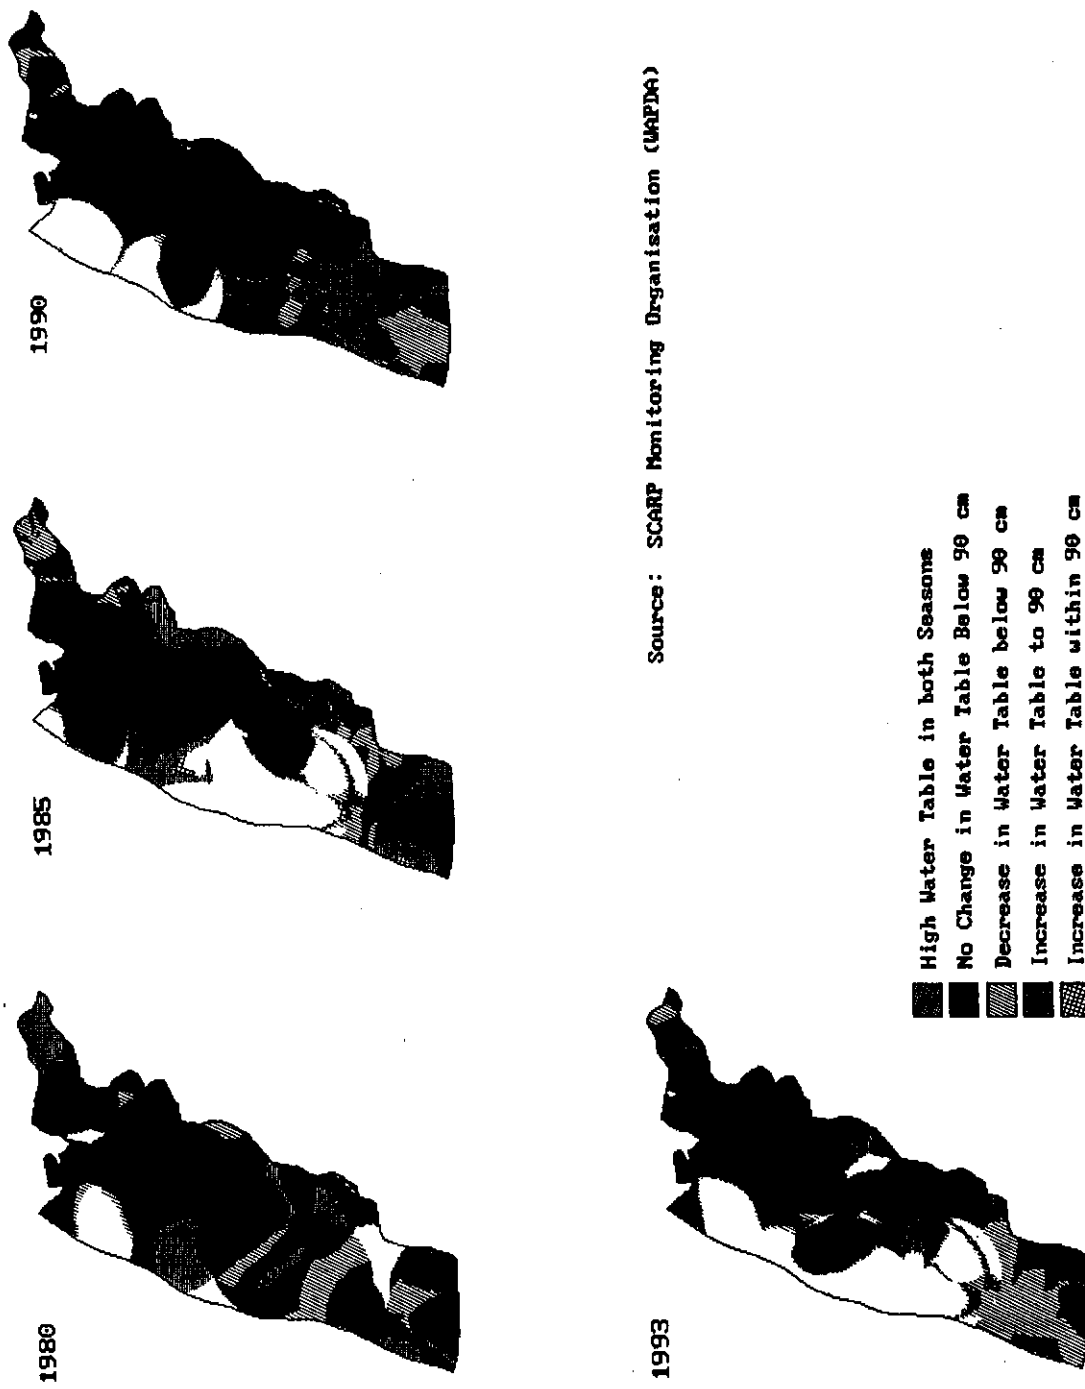 1980
1985
1990
1993
Source: SCARP Monitoring Organisation (WAPDA)
High Water Table in both Seasons
No Change in Water Table Below 90 cm
Decrease in Water Table below 90 cm
Increase in Water Table to 90 cm
Increase in Water Table within 90 cm